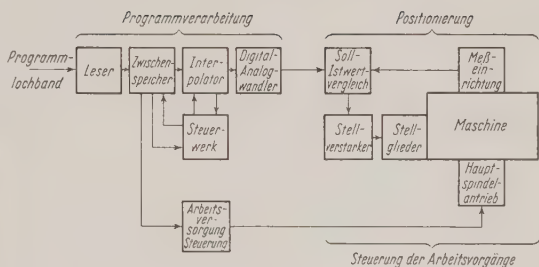 Programmverarbeitung
Positionierung
Programm-
lochband
Leser
Zwischen-
speicher
Inter-
polator
Digital-
Analog-
wandler
Soll-
Istwert-
vergleich
Meß-
ein-
richtung
Steuer-
werk
Stell-
verstärker
Stell-
glieder
Maschine
Haupt-
spindel-
antrieb
Arbeits-
ver-
sorgung
Steuerung
Steuerung der Arbeitsvorgänge